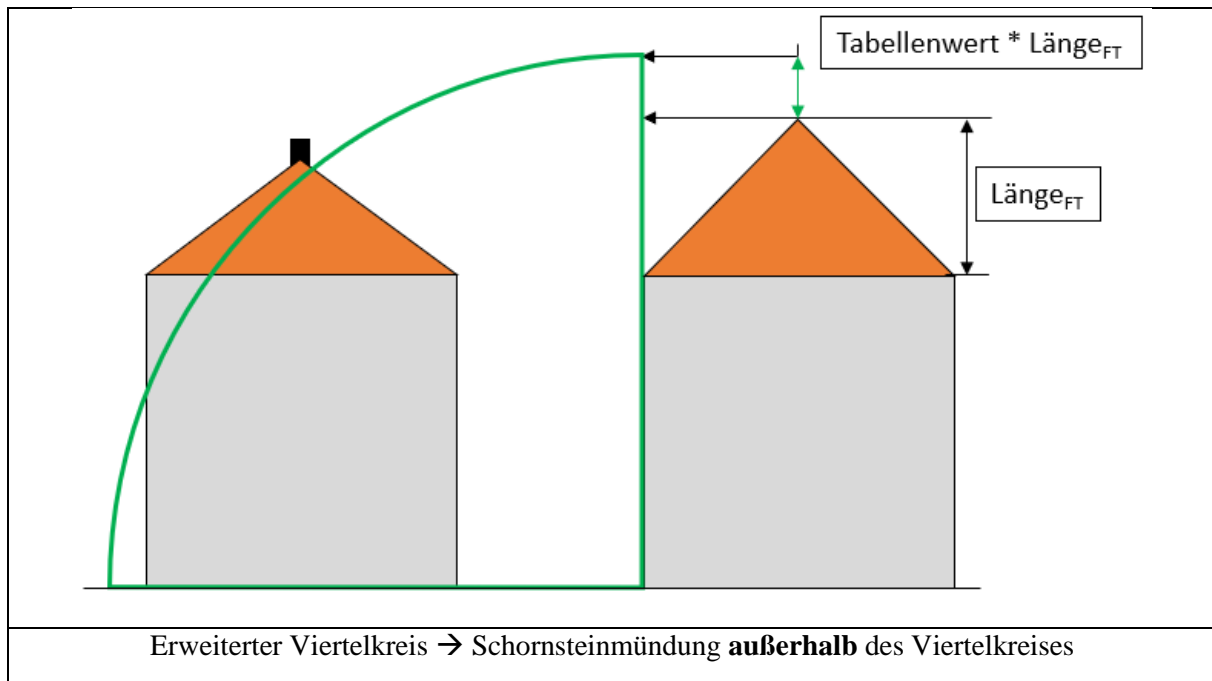 Tabellenwert * Länge_FT
Länge_FT
Erweiterter Viertelkreis → Schornsteinmündung außerhalb des Viertelkreises